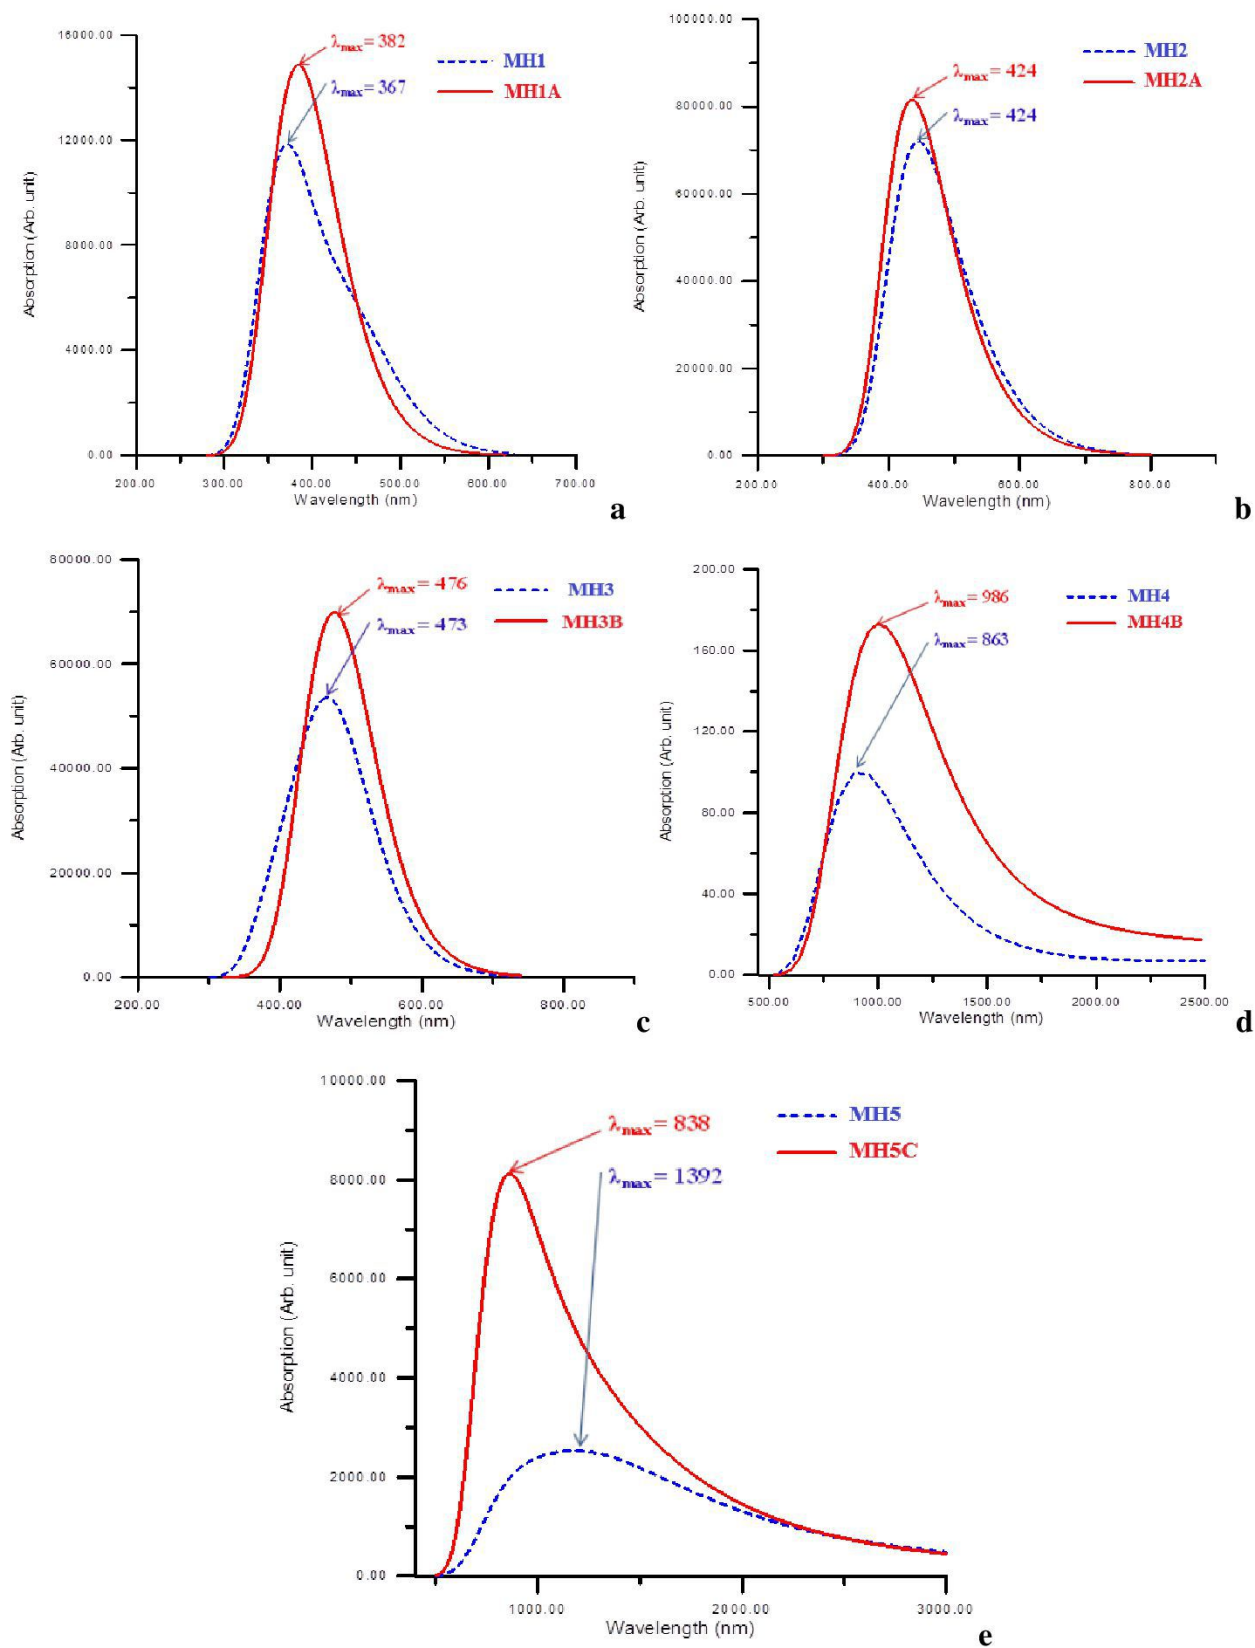 16000.00
12000.00
8000.00
4000.00
0.00
Absorption (Arb. unit)
λmax= 382
λmax= 367
MH1
MH1A
200.00 300.00 400.00 500.00 600.00 700.00
Wavelength (nm)
a
100000.00
80000.00
60000.00
40000.00
20000.00
0.00
Absorption (Arb. unit)
λmax= 424
λmax= 424
MH2
MH2A
200.00 400.00 600.00 800.00
Wavelength (nm)
b
80000.00
60000.00
40000.00
20000.00
0.00
Absorption (Arb. unit)
λmax= 476
λmax= 473
MH3
MH3B
200.00 400.00 600.00 800.00
Wavelength (nm)
c
200.00
160.00
120.00
80.00
40.00
0.00
Absorption (Arb. unit)
λmax= 986
λmax= 863
MH4
MH4B
500.00 1000.00 1500.00 2000.00 2500.00
Wavelength (nm)
d
10000.00
8000.00
6000.00
4000.00
2000.00
0.00
Absorption (Arb. unit)
λmax= 838
λmax= 1392
MH5
MH5C
1000.00 2000.00 3000.00
Wavelength (nm)
e